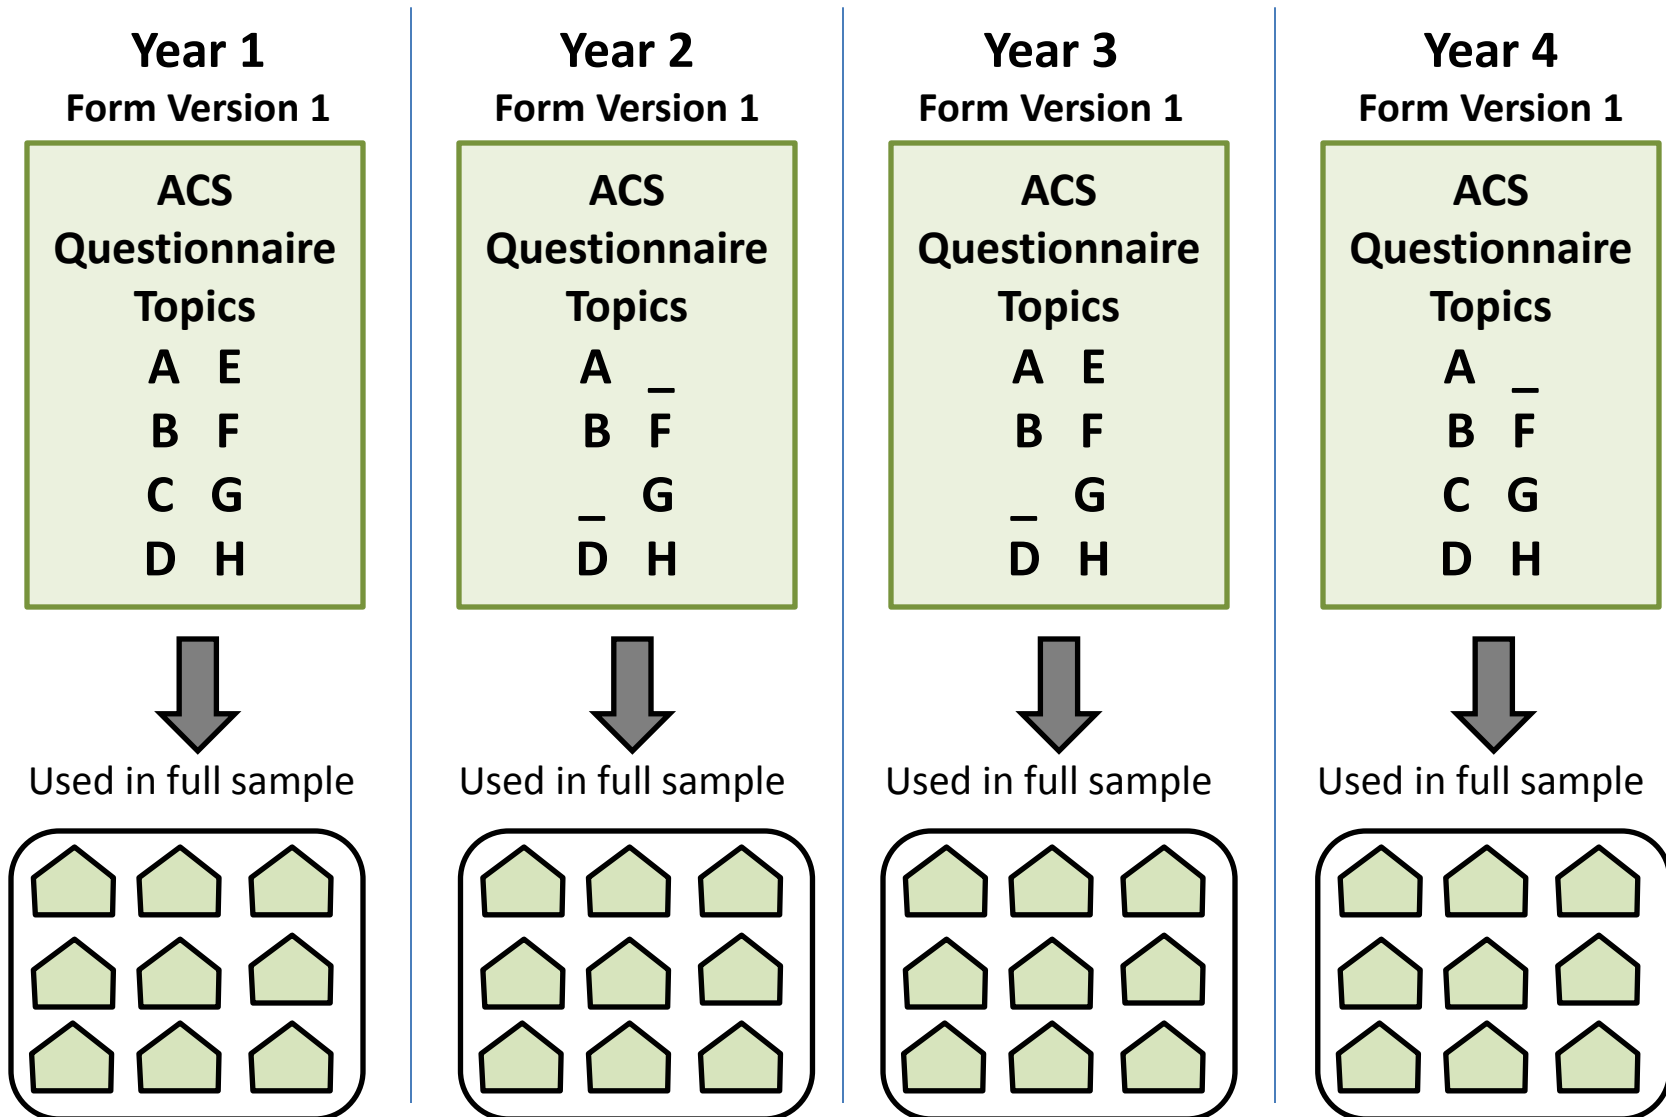 Year 1
Form Version 1
ACS
Questionnaire
Topics
A E
B F
C G
D H
Used in full sample
Year 2
Form Version 1
ACS
Questionnaire
Topics
A _
B F
_ G
D H
Used in full sample
Year 3
Form Version 1
ACS
Questionnaire
Topics
A E
B F
_ G
D H
Used in full sample
Year 4
Form Version 1
ACS
Questionnaire
Topics
A _
B F
C G
D H
Used in full sample